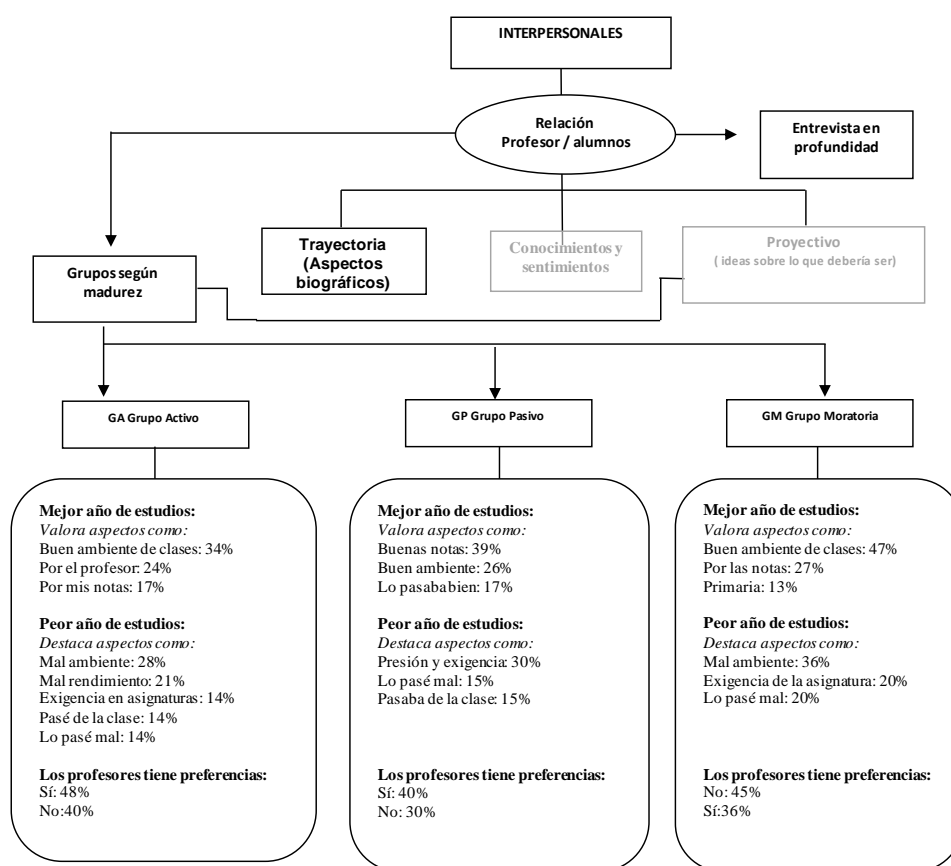 INTERPERSONALES
Relación
Profesor / alumnos
Entrevista en
profundidad
Trayectoria
(Aspectos
biográficos)
Conocimientos y
sentimientos
Proyectivo
( ideas sobre lo que debería ser)
Grupos según
madurez
GA Grupo Activo
GP Grupo Pasivo
GM Grupo Moratoria
Mejor año de estudios:
Valora aspectos como:
Buen ambiente de clases: 34%
Por el profesor: 24%
Por mis notas: 17%
Peor año de estudios:
Destaca aspectos como:
Mal ambiente: 28%
Mal rendimiento: 21%
Exigencia en asignaturas: 14%
Pasé de la clase: 14%
Lo pasé mal: 14%
Los profesores tiene preferencias:
Sí: 48%
No:40%
Mejor año de estudios:
Valora aspectos como:
Buenas notas: 39%
Buen ambiente: 26%
Lo pasaba bien: 17%
Peor año de estudios:
Destaca aspectos como:
Presión y exigencia: 30%
Lo pasé mal: 15%
Pasaba de la clase: 15%
Los profesores tiene preferencias:
Sí: 40%
No: 30%
Mejor año de estudios:
Valora aspectos como:
Buen ambiente de clases: 47%
Por las notas: 27%
Primaria: 13%
Peor año de estudios:
Destaca aspectos como:
Mal ambiente: 36%
Exigencia de la asignatura: 20%
Lo pasé mal: 20%
Los profesores tiene preferencias:
No: 45%
Sí:36%